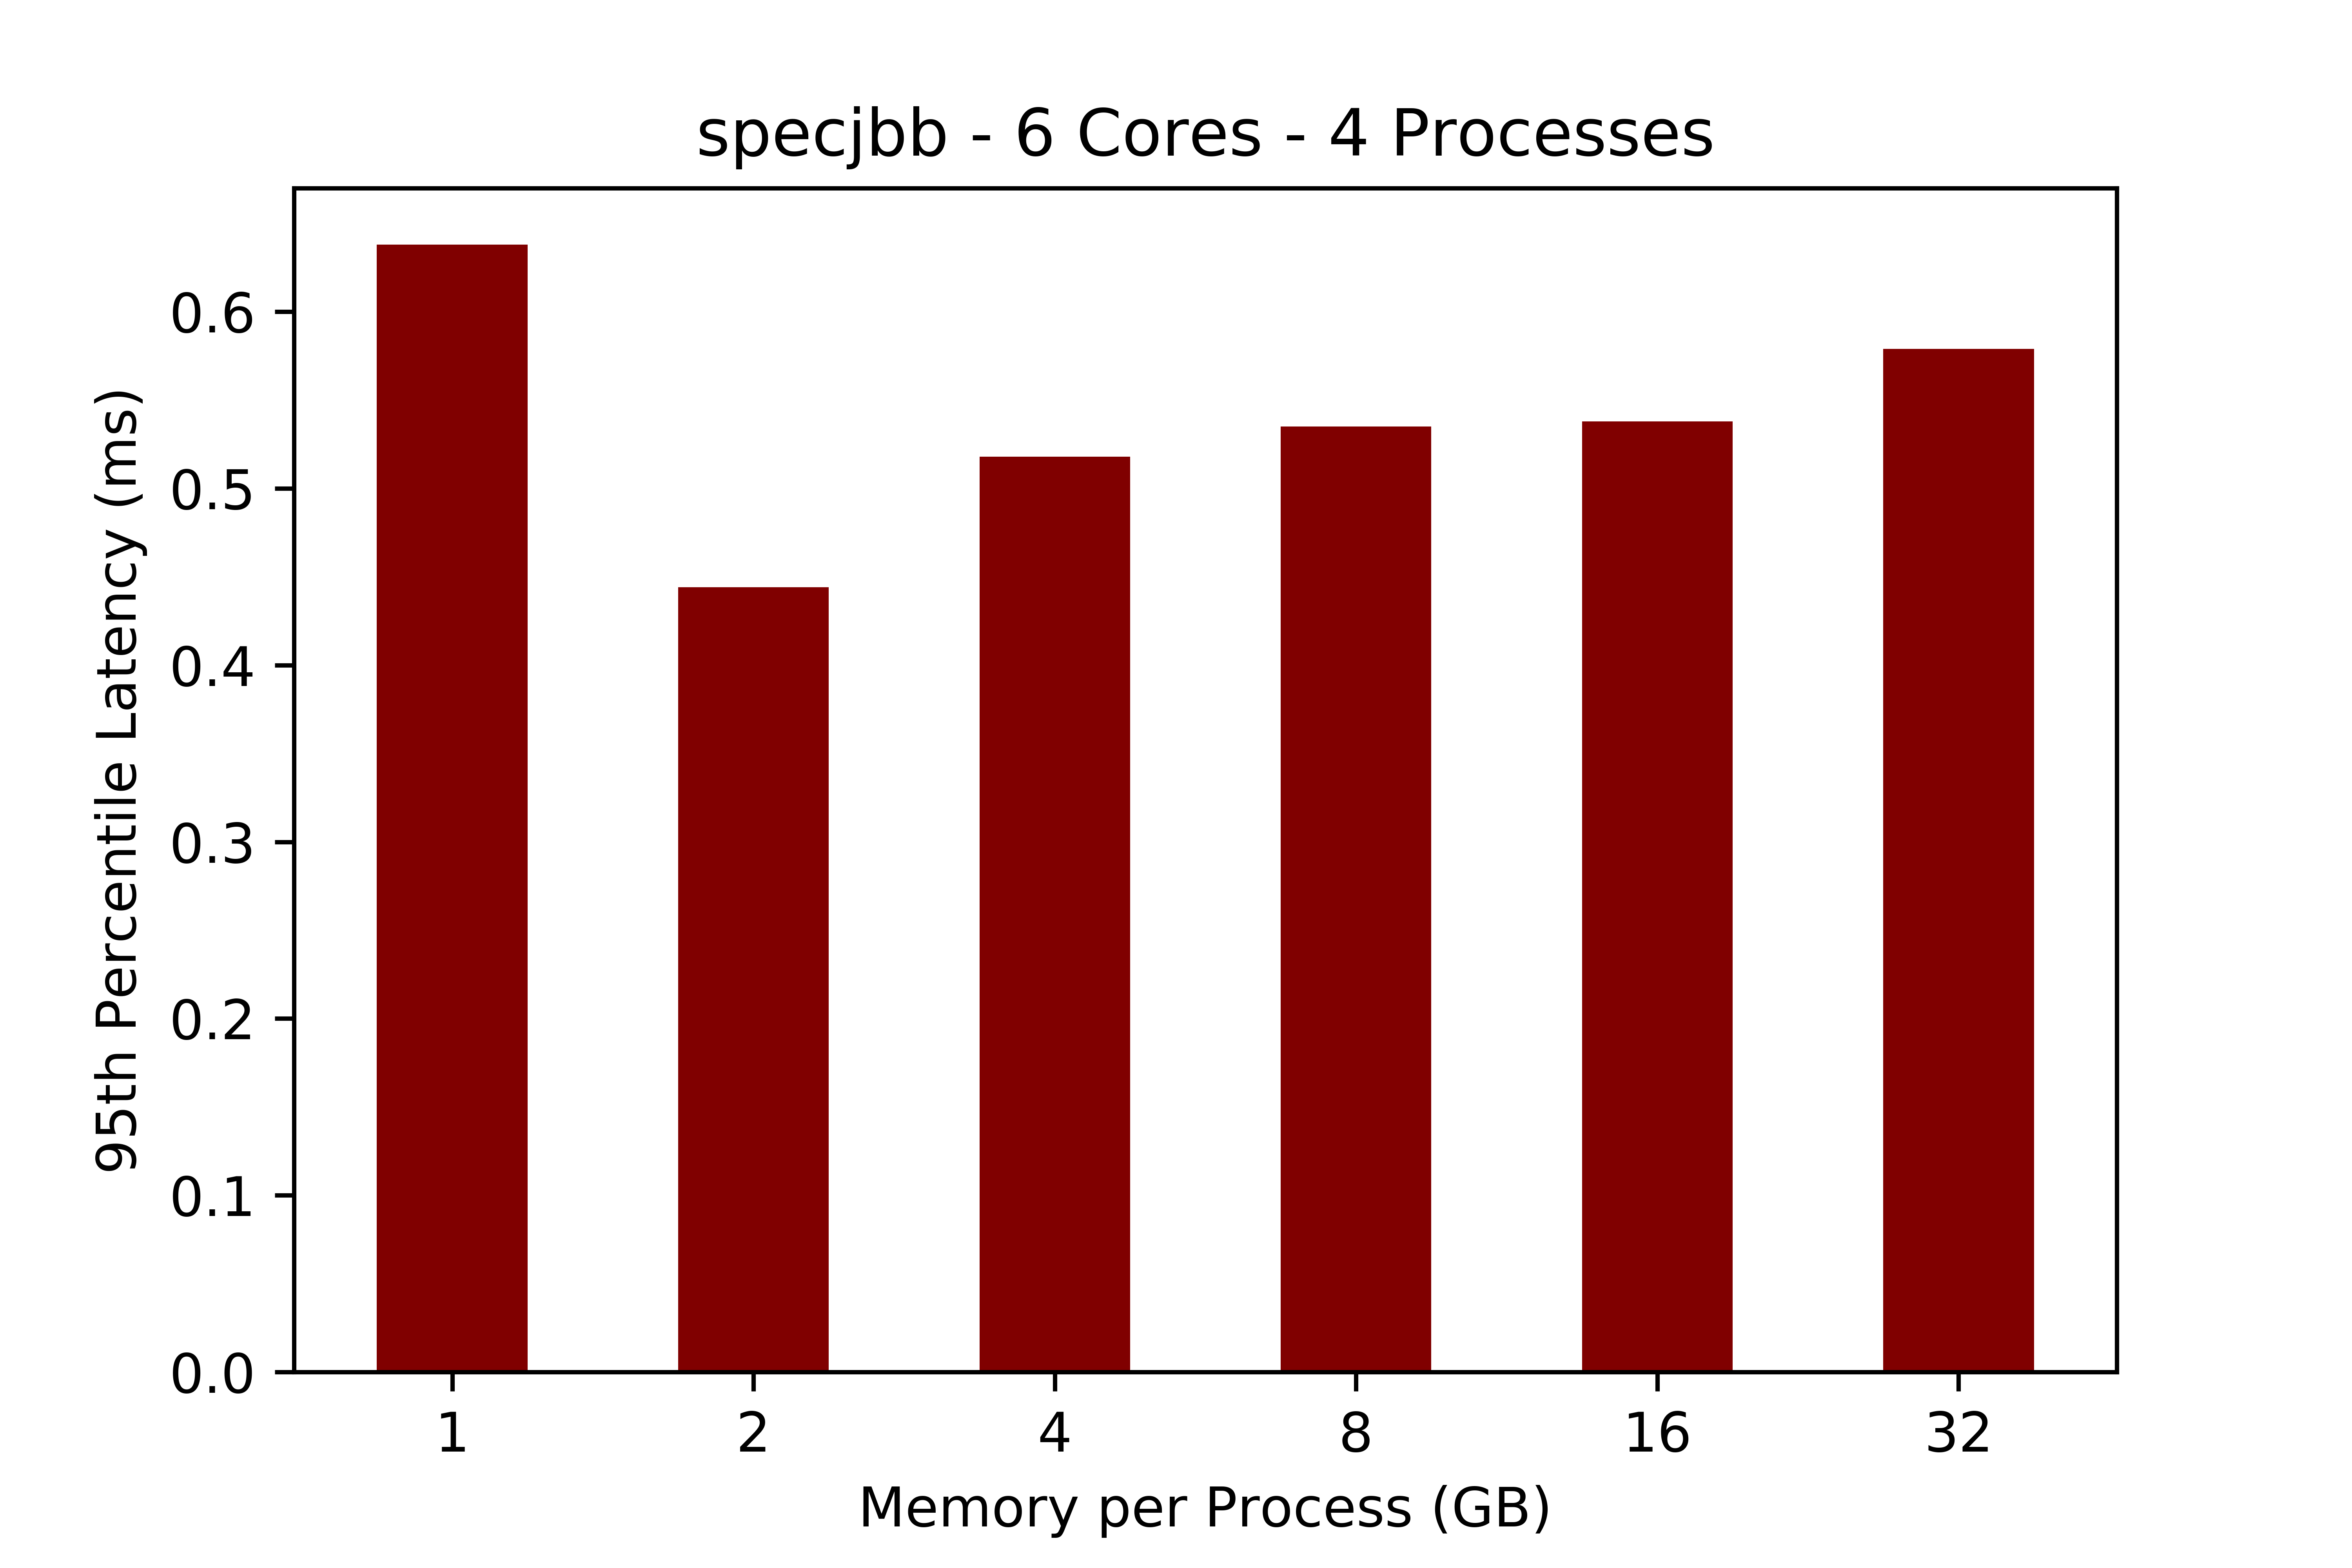 specjbb - 6 Cores - 4 Processes
95th Percentile Latency (ms)
0.6
0.5
0.4
0.3
0.2
0.1
0.0
1 2 4 8 16 32
Memory per Process (GB)